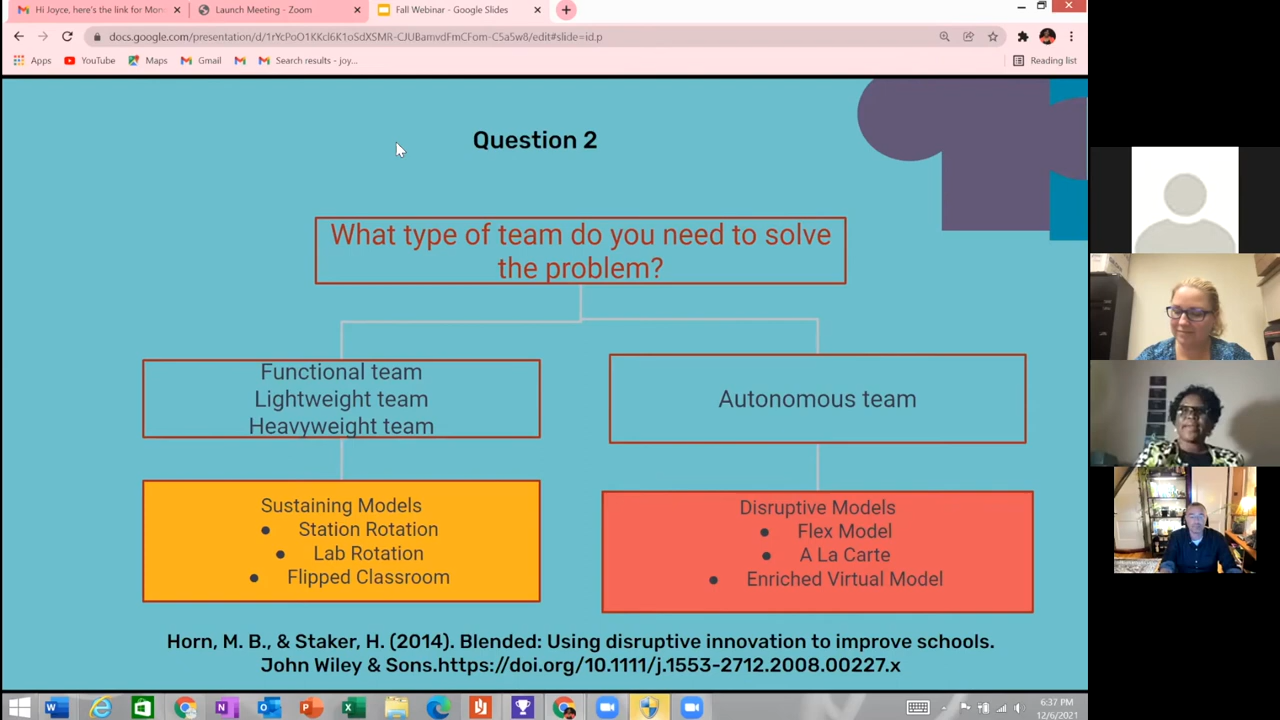 Hi Joyce, here's the link for Mor
Launch Meeting - Zoom
Fall Webinar - Google Slides
docs.google.com/presentation/d/1rYcPoO1KKcl6K1oSdXSMR-CJUBamvdFmCFom-C5a5w8/edit#slide=id.p
Apps
YouTube
Maps
Gmail
Search results - joy...
Reading list
Question 2
What type of team do you need to solve
the problem?
Functional team
Lightweight team
Heavyweight team
Autonomous team
Sustaining Models
● Station Rotation
● Lab Rotation
● Flipped Classroom
Disruptive Models
● Flex Model
● A La Carte
● Enriched Virtual Model
Horn, M. B., & Staker, H. (2014). Blended: Using disruptive innovation to improve schools.
John Wiley & Sons.https://doi.org/10.1111/j.1553-2712.2008.00227.x
6:37 PM
12/6/2021